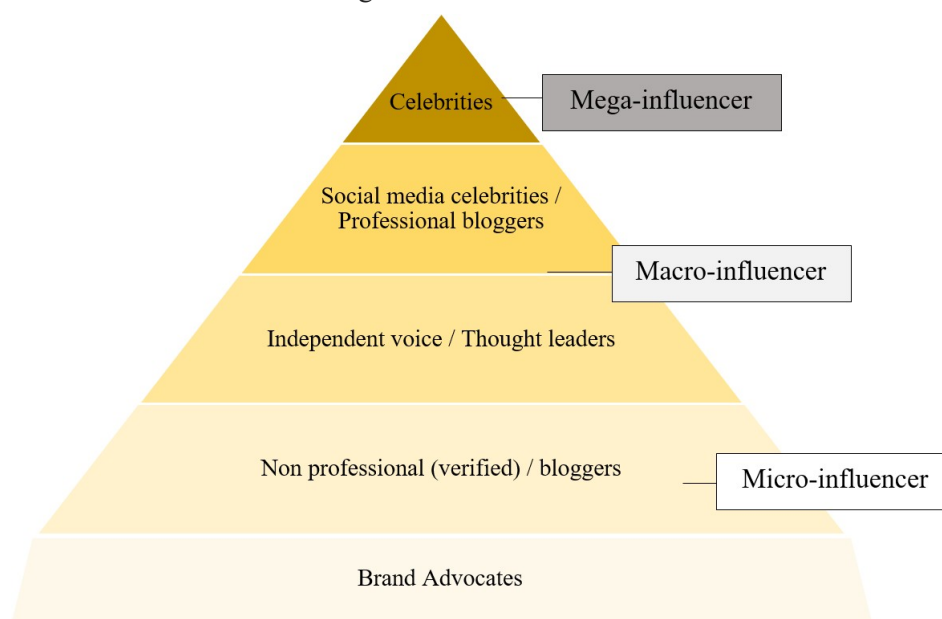 Celebrities
Mega-influencer
Social media celebrities /
Professional bloggers
Macro-influencer
Independent voice / Thought leaders
Non professional (verified) / bloggers
Micro-influencer
Brand Advocates